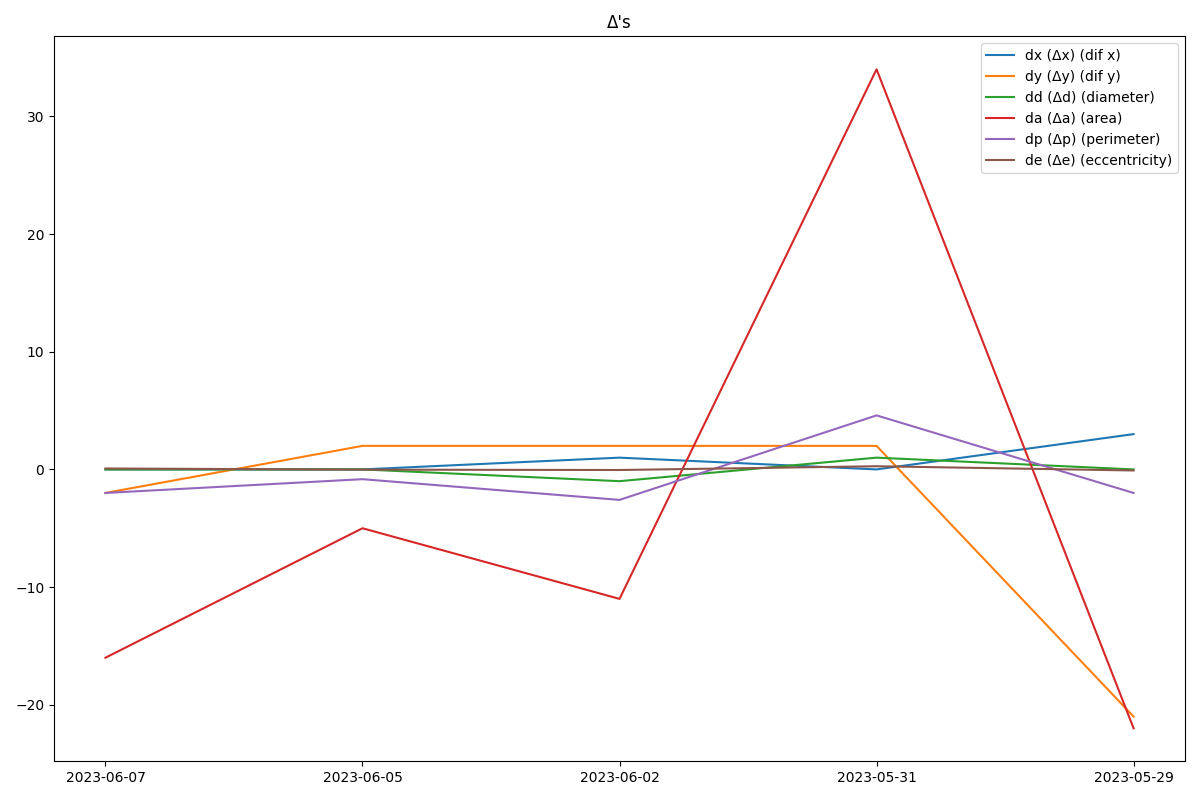 Δ's
dx (Δx) (dif x)
dy (Δy) (dif y)
dd (Δd) (diameter)
da (Δa) (area)
dp (Δp) (perimeter)
de (Δe) (eccentricity)
30
20
10
0
−10
−20
2023-06-07 2023-06-05 2023-06-02 2023-05-31 2023-05-29